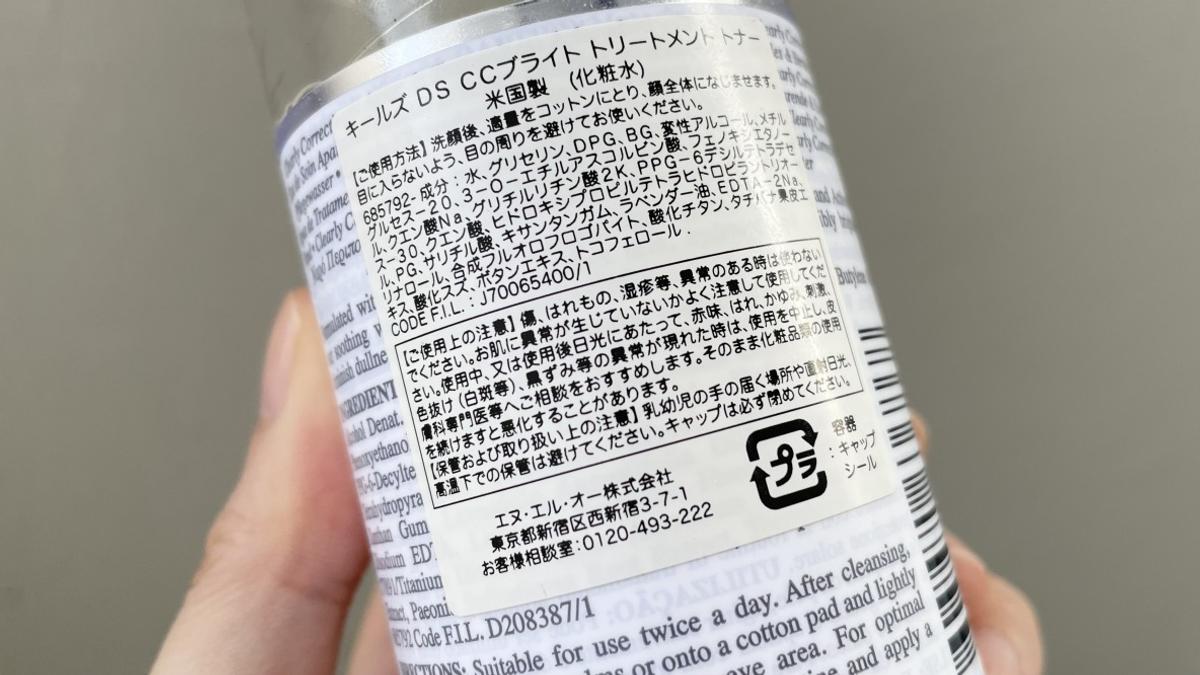 キールズ DS CCブライト トリートメント トナー
米国製 (化粧水)
【ご使用方法】洗顔後、適量をコットンにとり、顔全体になじませます。
目に入らないよう、目の周りを避けてお使いください。
685792- 成分：水、グリセリン、DPG、BG、変性アルコール、メチル
グルセス－20、3－O－エチルアスコルビン酸、フェノキシエタノー
ル、クエン酸Na、グリチルリチン酸2K、PPG－6デシルテトラデセ
ス－30、クエン酸、ヒドロキシプロピルテトラヒドロピラントリオー
ル、PG、サリチル酸、キサンタンガム、ラベンダー油、EDTA－2Na、
リナロール、合成フルオロフロゴパイト、酸化チタン、タチバナ果皮エ
キス、酸化スズ、ボタンエキス、トコフェロール．
CODE F.I.L. : J70065400/1
【ご使用上の注意】傷、はれもの、湿疹等、異常のある時は使わない
でください。お肌に異常が生じていないかよく注意して使用してくだ
さい。使用中、又は使用後日光にあたって、赤味、はれ、かゆみ、刺激、
色抜け(白斑等)、黒ずみ等の異常が現れた時は、使用を中止し、皮
膚科専門医等へご相談をおすすめします。そのまま化粧品類の使用
を続けますと悪化することがあります。
【保管および取り扱い上の注意】乳幼児の手の届く場所や直射日光、
高温下での保管は避けてください。キャップは必ず閉めてください。
エヌ・エル・オー株式会社
東京都新宿区西新宿3-7-1
お客様相談室：0120-493-222
プラ
容器
：キャップ
シール
Clearly Correct
Clearly C
soothing
INGREDIENT
Denat.
6-Decylte
Gum
EDT
/Titanium
Paeoni
Butylen
Code F.I.L. D208387/1
UTILIZAÇÃO:
DIRECTIONS: Suitable for use twice a day. After cleansing,
or onto a cotton pad and lightly
area. For optimal
and apply a